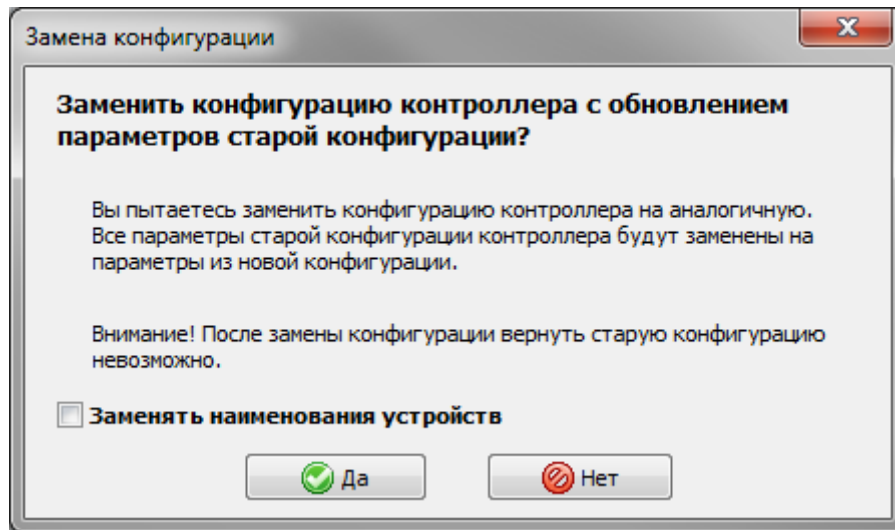 Замена конфигурации
Заменить конфигурацию контроллера с обновлением
параметров старой конфигурации?
Вы пытаетесь заменить конфигурацию контроллера на аналогичную.
Все параметры старой конфигурации контроллера будут заменены на
параметры из новой конфигурации.
Внимание! После замены конфигурации вернуть старую конфигурацию
невозможно.
Заменять наименования устройств
Да
Нет